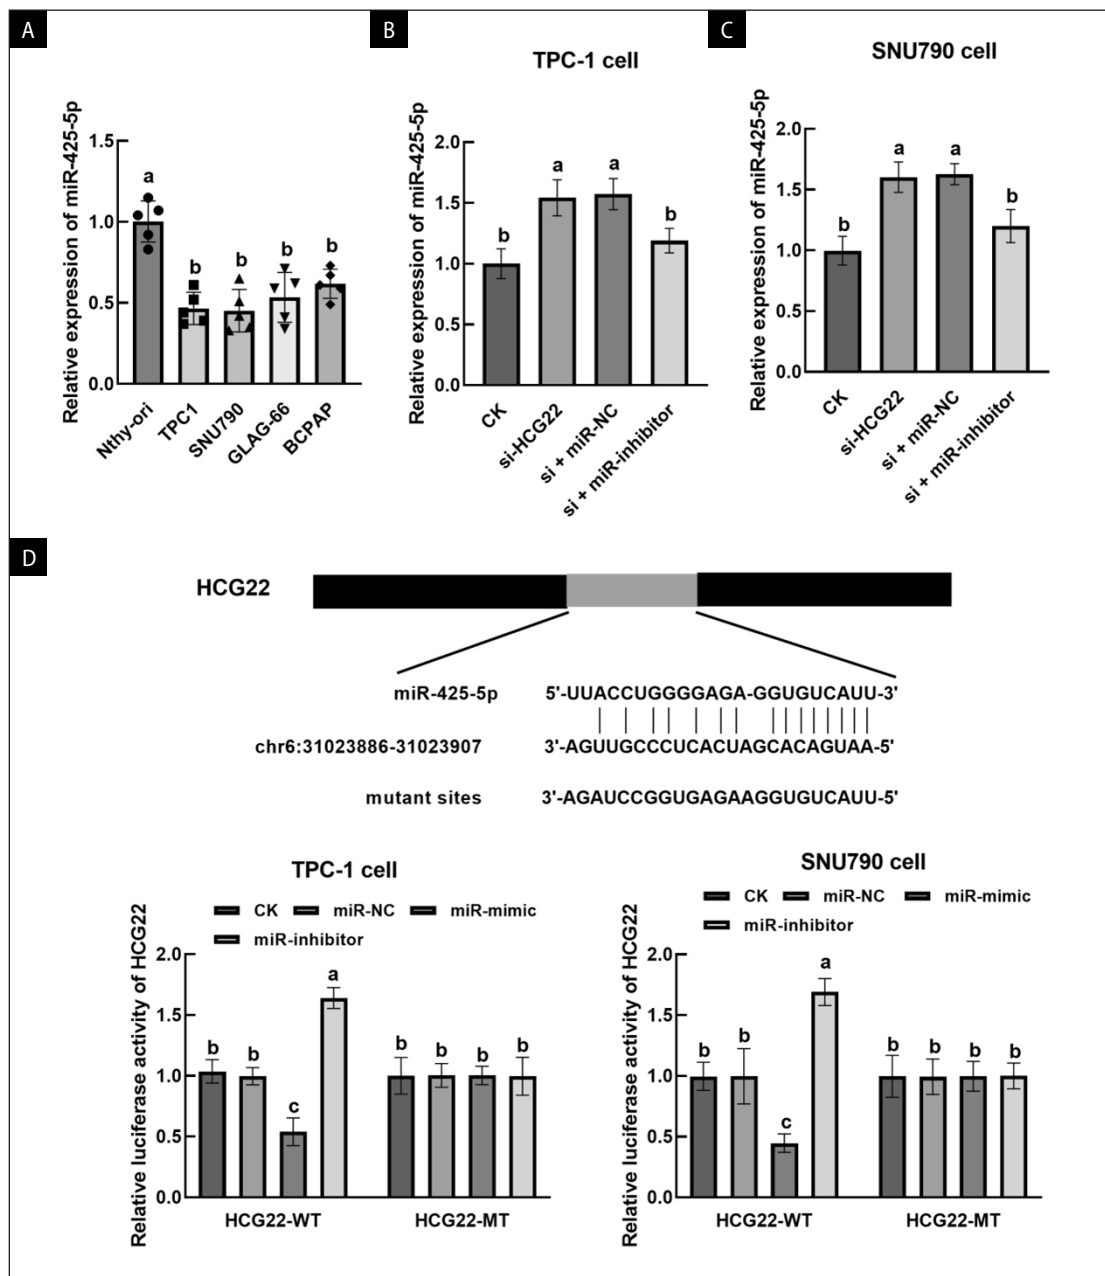 A
Relative expression of miR-425-5p
1.5
1.0
0.5
0.0
a
b
b
b
b
Nthy-ori
TPC1
SNU790
GLAG-66
BCPAP
B
TPC-1 cell
Relative expression of miR-425-5p
2.0
1.5
1.0
0.5
0.0
b
a
a
b
CK
si-HCG22
si + miR-NC
si + miR-inhibitor
C
SNU790 cell
Relative expression of miR-425-5p
2.0
1.5
1.0
0.5
0.0
b
a
a
b
CK
si-HCG22
si + miR-NC
si + miR-inhibitor
D
HCG22
miR-425-5p 5'-UUACCUGGGGAGA-GGUGUCAUU-3'
chr6:31023886-31023907 3'-AGUUGCCCUCACUAGCACAGUAA-5'
mutant sites 3'-AGAUCCGGUGAGAAGGUGUCAUU-5'
TPC-1 cell
CK miR-NC miR-mimic
miR-inhibitor
Relative luciferase activity of HCG22
2.0
1.5
1.0
0.5
0.0
b
b
c
a
b
b
b
b
HCG22-WT
HCG22-MT
SNU790 cell
CK miR-NC miR-mimic
miR-inhibitor
Relative luciferase activity of HCG22
2.0
1.5
1.0
0.5
0.0
b
b
c
a
b
b
b
b
HCG22-WT
HCG22-MT